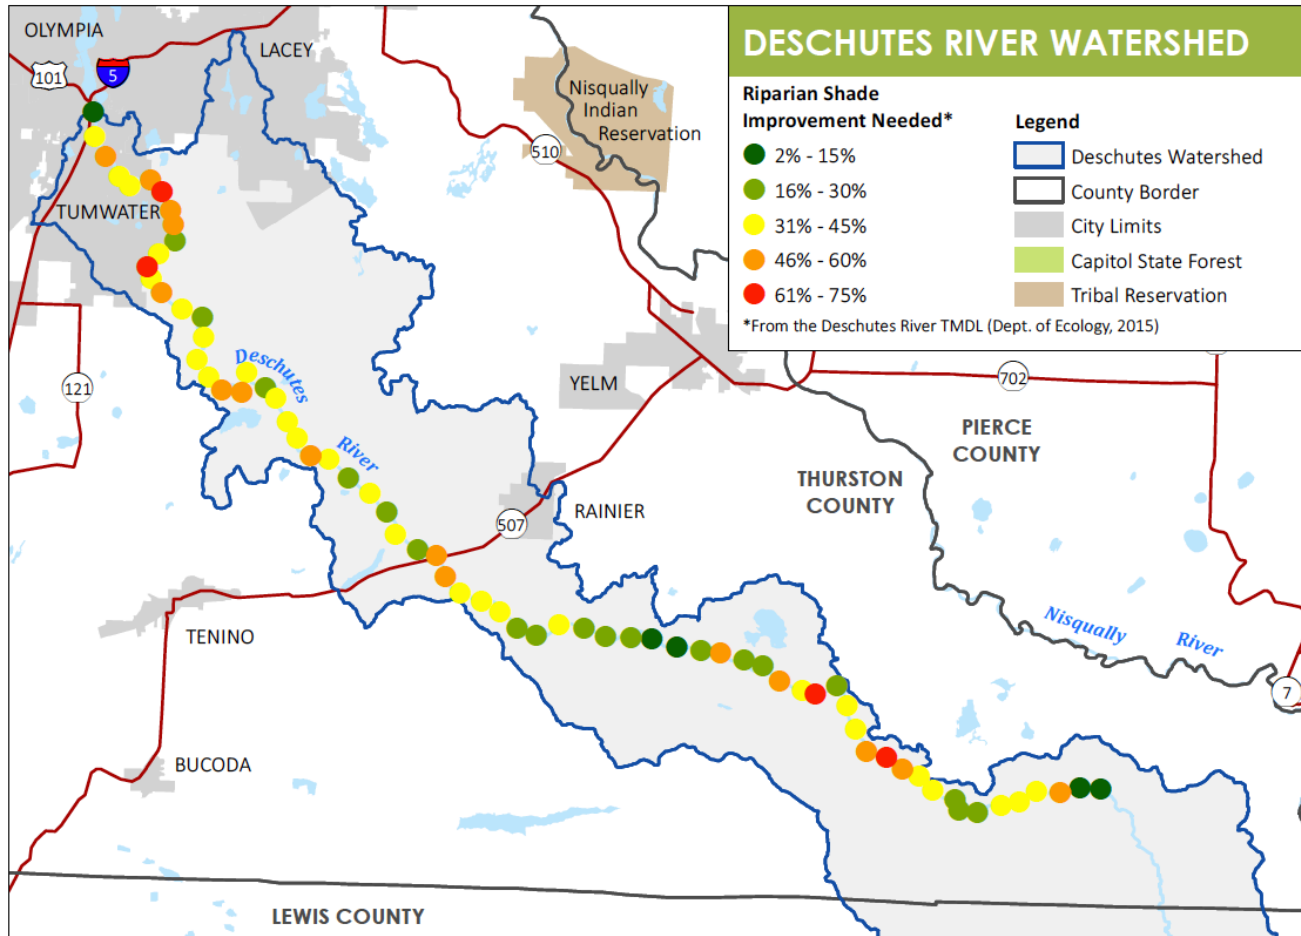 DESCHUTES RIVER WATERSHED
Riparian Shade
Improvement Needed*
2% - 15%
16% - 30%
31% - 45%
46% - 60%
61% - 75%
Legend
Deschutes Watershed
County Border
City Limits
Capitol State Forest
Tribal Reservation
*From the Deschutes River TMDL (Dept. of Ecology, 2015)
OLYMPIA
LACEY
101
5
Nisqually
Indian
Reservation
510
TUMWATER
121
Deschutes
River
YELM
702
PIERCE
COUNTY
THURSTON
COUNTY
RAINIER
507
TENINO
Nisqually
River
7
BUCODA
LEWIS COUNTY